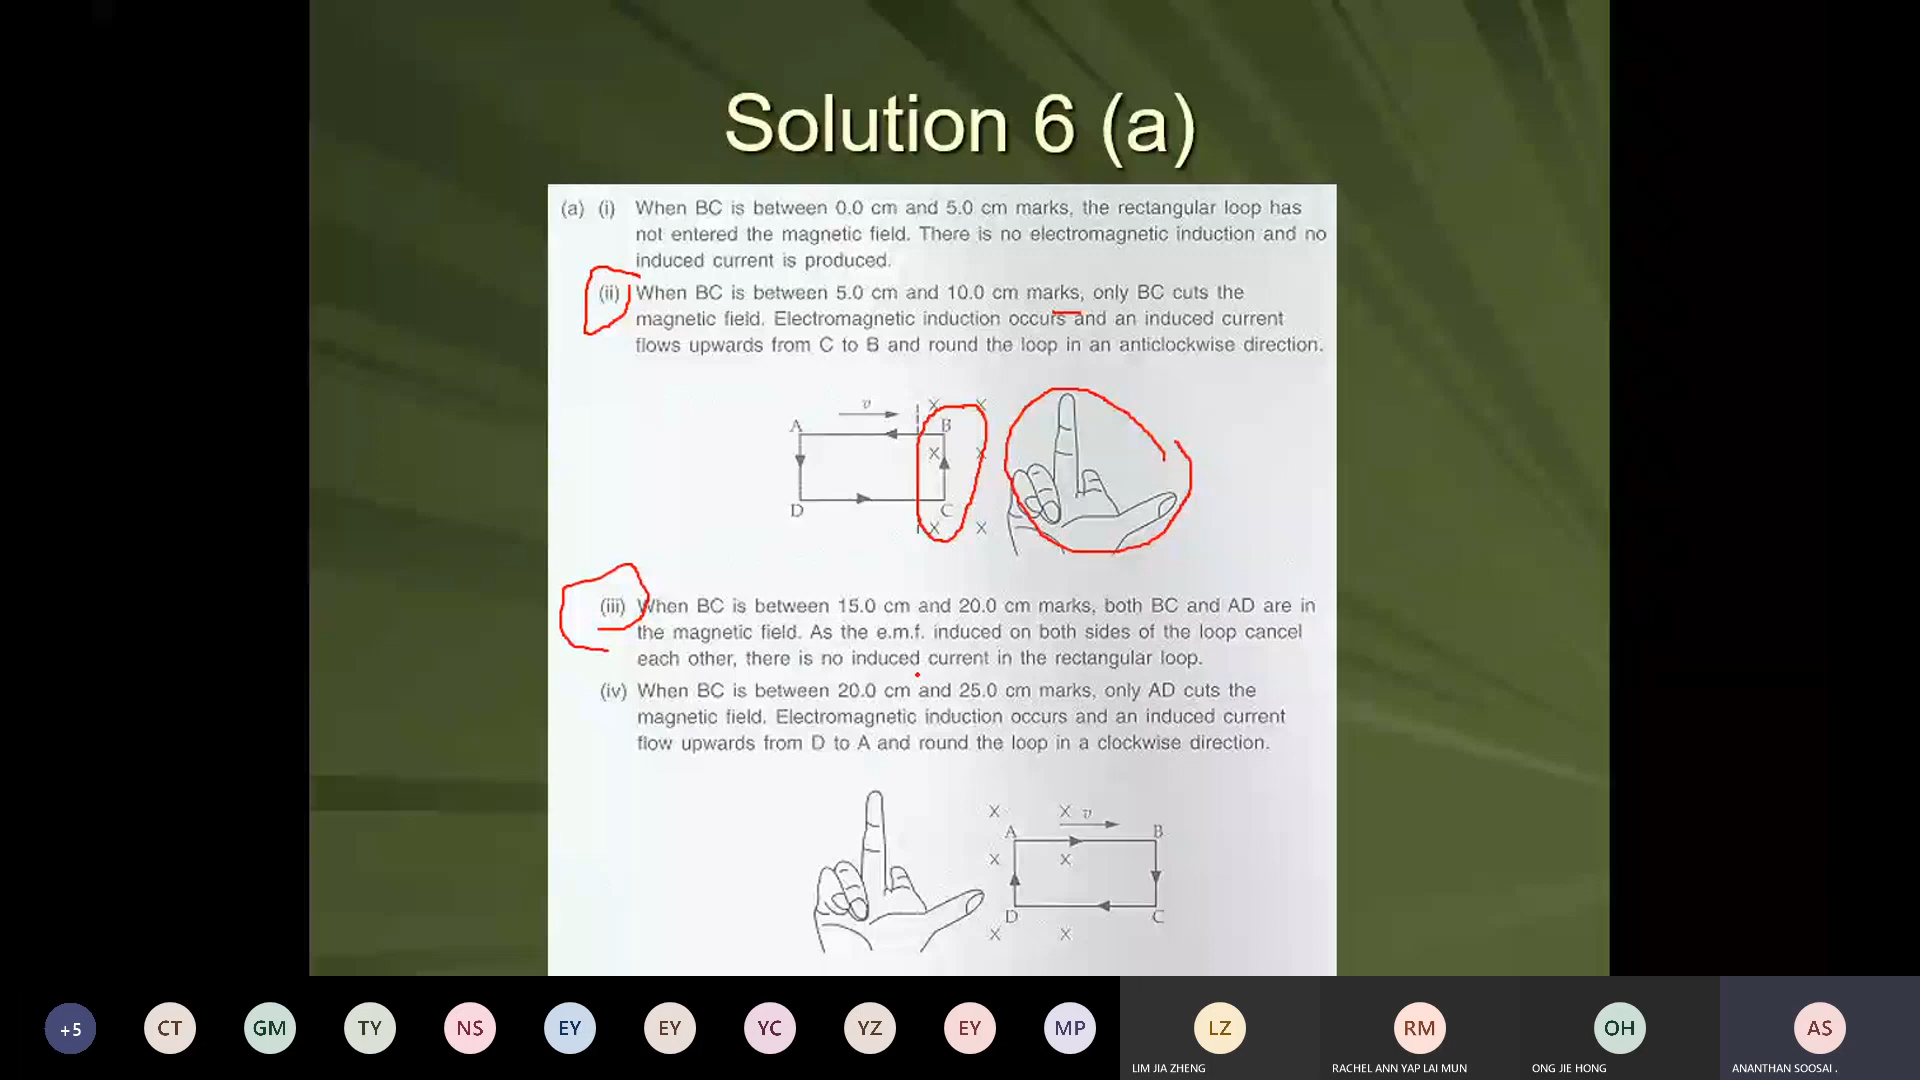 Solution 6 (a)
(a) (i) When BC is between 0.0 cm and 5.0 cm marks, the rectangular loop has
not entered the magnetic field. There is no electromagnetic induction and no
induced current is produced.
(ii) When BC is between 5.0 cm and 10.0 cm marks, only BC cuts the
magnetic field. Electromagnetic induction occurs and an induced current
flows upwards from C to B and round the loop in an anticlockwise direction.
v X X
A B
X X
D C
X X
(iii) When BC is between 15.0 cm and 20.0 cm marks, both BC and AD are in
the magnetic field. As the e.m.f. induced on both sides of the loop cancel
each other, there is no induced current in the rectangular loop.
(iv) When BC is between 20.0 cm and 25.0 cm marks, only AD cuts the
magnetic field. Electromagnetic induction occurs and an induced current
flow upwards from D to A and round the loop in a clockwise direction.
X X v
A B
X X
D C
X X
+5 CT GM TY NS EY EY YC YZ EY MP LZ RM OH AS
LIM JIA ZHENG RACHEL ANN YAP LAI MUN ONG JIE HONG ANANTHAN SOOSAI .